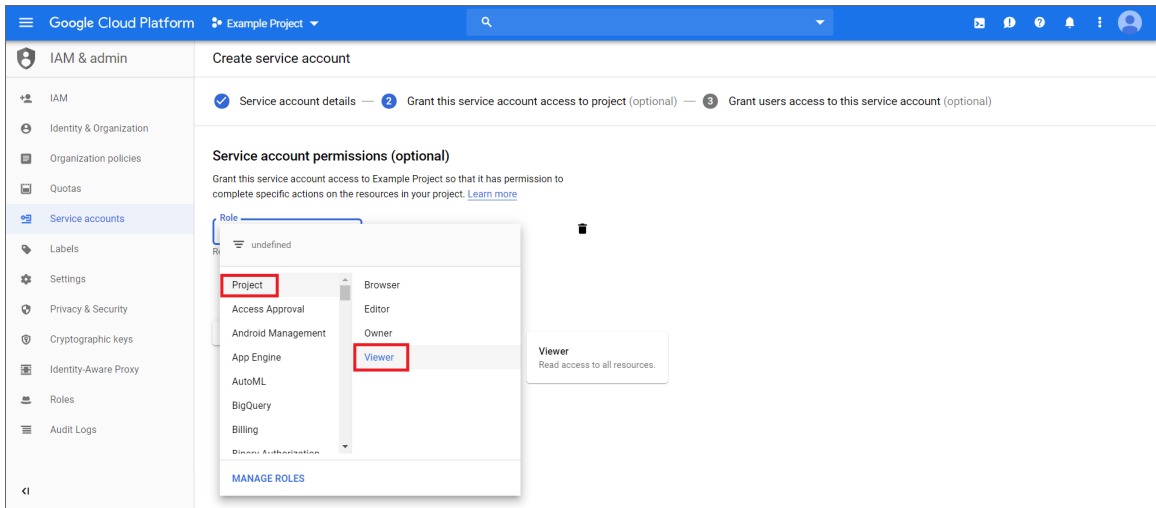 Google Cloud Platform
Example Project
IAM & admin
Create service account
IAM
Identity & Organization
Organization policies
Quotas
Service accounts
Labels
Settings
Privacy & Security
Cryptographic keys
Identity-Aware Proxy
Roles
Audit Logs
Service account details — 2 Grant this service account access to project (optional) — 3 Grant users access to this service account (optional)
Service account permissions (optional)
Grant this service account access to Example Project so that it has permission to
complete specific actions on the resources in your project. Learn more
Role
undefined
Project
Access Approval
Android Management
App Engine
AutoML
BigQuery
Billing
Binary Authorization
Browser
Editor
Owner
Viewer
MANAGE ROLES
Viewer
Read access to all resources.